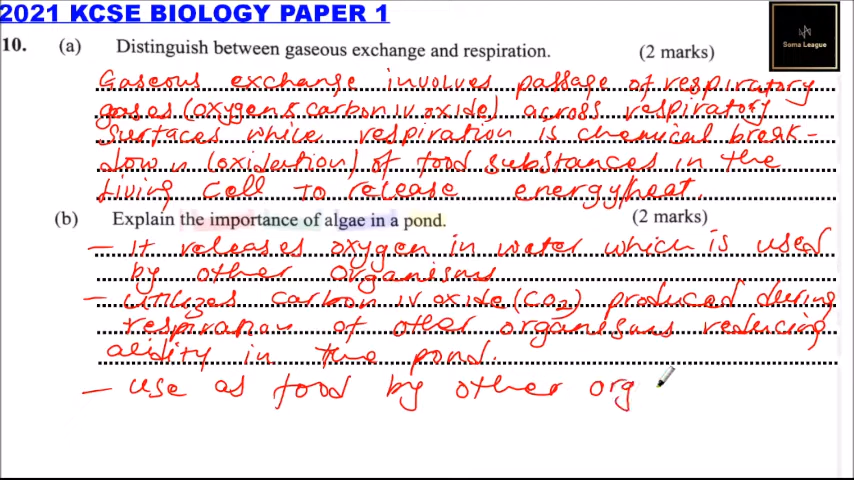 2021 KCSE BIOLOGY PAPER 1
10. (a) Distinguish between gaseous exchange and respiration. (2 marks)
Soma League
Gaseous exchange involves passage of respiratory
gases (oxygen & carbon iv oxide) across respiratory
surfaces while respiration is chemical break-
down (oxidation) of food substances in the
living cell to release energy/heat.
(b) Explain the importance of algae in a pond. (2 marks)
- It releases oxygen in water which is used
by other organisms
- utilizes carbon iv oxide (CO2) produced during
respiration of other organisms reducing
acidity in the pond.
- use as food by other org